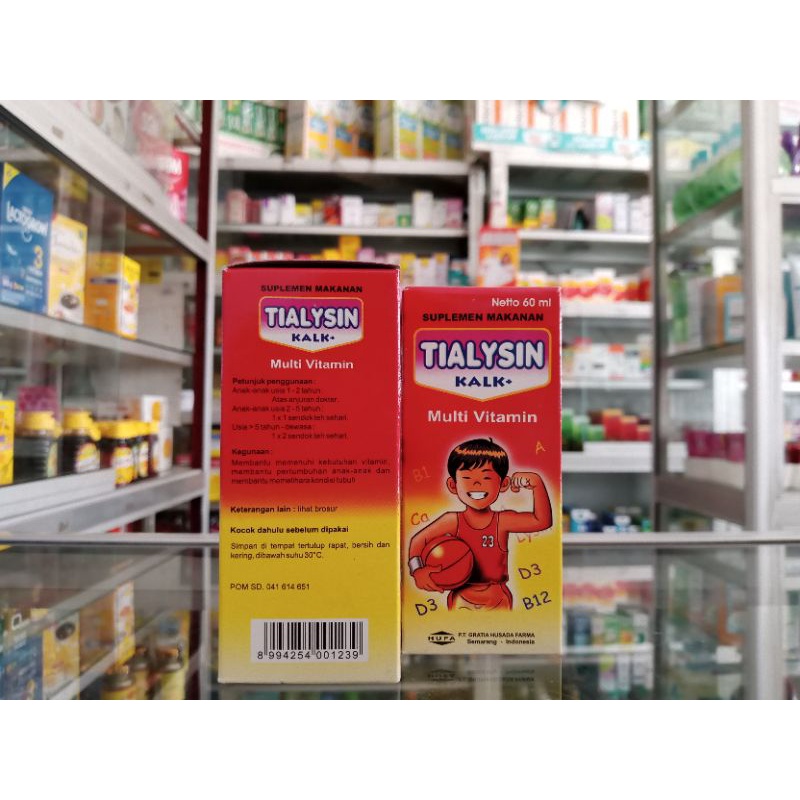 LACTOGROW
3
SUPLEMEN MAKANAN
TIALYSIN
KALK+
Multi Vitamin
Petunjuk penggunaan :
Anak-anak usia 1 - 2 tahun :
Atas anjuran dokter.
Anak-anak usia 2 - 5 tahun :
1 x 1 sendok teh sehari.
Usia > 5 tahun - dewasa :
1 x 2 sendok teh sehari.
Kegunaan :
Membantu memenuhi kebutuhan vitamin,
membantu pertumbuhan anak-anak dan
membantu memelihara kondisi tubuh
Keterangan lain : lihat brosur
Kocok dahulu sebelum dipakai
Simpan di tempat tertutup rapat, bersih dan
kering, dibawah suhu 30°C.
POM SD. 041 614 651
8 994254 001239
Netto 60 ml
SUPLEMEN MAKANAN
TIALYSIN
KALK+
Multi Vitamin
A
B1
Ca
23
D3
D3
B12
HUFA
P.T. GRATIA HUSADA FARMA
Semarang - Indonesia